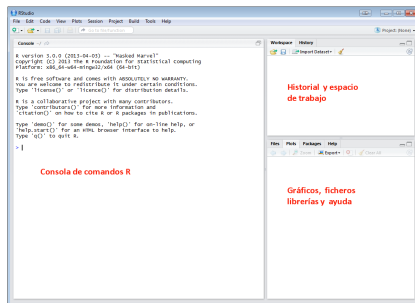 RStudio
File Edit Code View Plots Session Project Build Tools Help
Go to file/function
Project: (None)
Console ~/
R version 3.0.0 (2013-04-03) -- "Masked Marvel"
Copyright (C) 2013 The R Foundation for Statistical Computing
Platform: x86_64-w64-mingw32/x64 (64-bit)
R is free software and comes with ABSOLUTELY NO WARRANTY.
You are welcome to redistribute it under certain conditions.
Type 'license()' or 'licence()' for distribution details.
R is a collaborative project with many contributors.
Type 'contributors()' for more information and
'citation()' on how to cite R or R packages in publications.
Type 'demo()' for some demos, 'help()' for on-line help, or
'help.start()' for an HTML browser interface to help.
Type 'q()' to quit R.
>
Consola de comandos R
Workspace History
Import Dataset
Historial y espacio
de trabajo
Files Plots Packages Help
Zoom Export Clear All
Gráficos, ficheros
librerías y ayuda